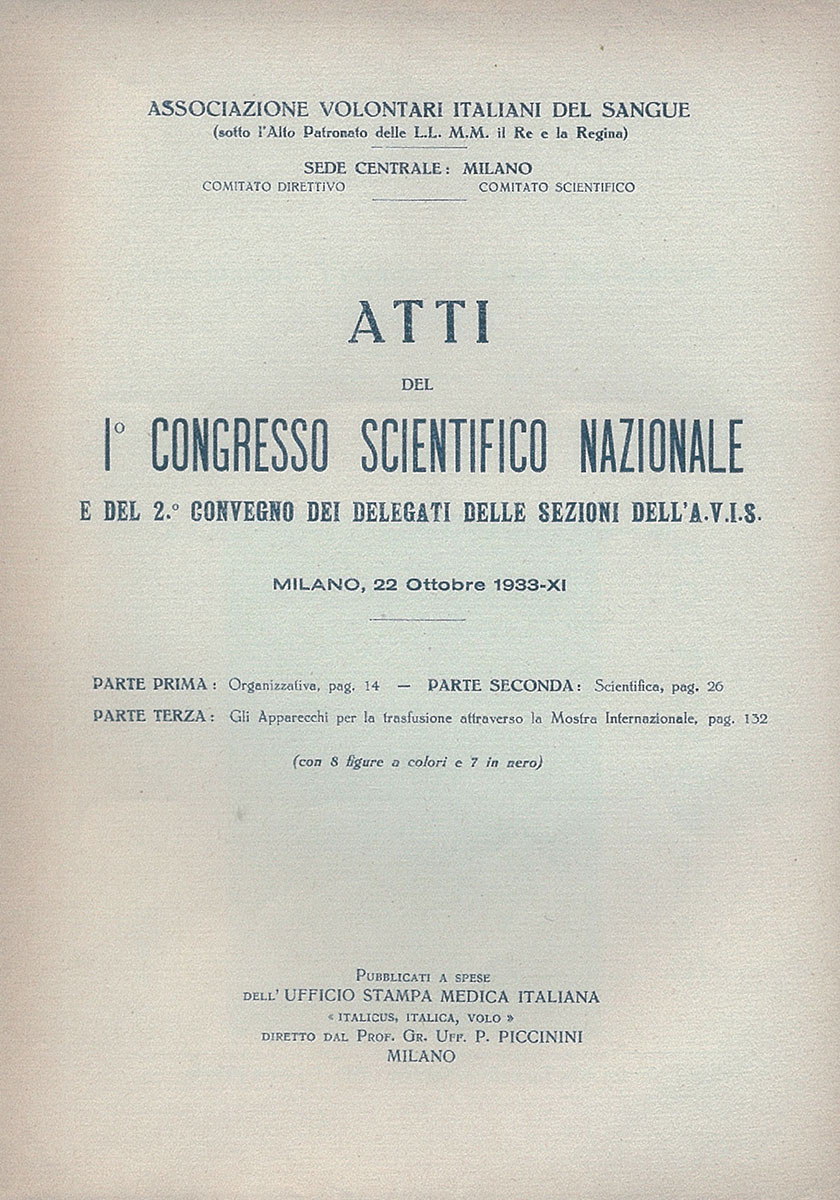 ASSOCIAZIONE VOLONTARI ITALIANI DEL SANGUE
(sotto l'Alto Patronato delle L.L. M.M. il Re e la Regina)
SEDE CENTRALE: MILANO
COMITATO DIRETTIVO COMITATO SCIENTIFICO
ATTI
DEL
I° CONGRESSO SCIENTIFICO NAZIONALE
E DEL 2.° CONVEGNO DEI DELEGATI DELLE SEZIONI DELL'A.V.I.S.
MILANO, 22 Ottobre 1933-XI
PARTE PRIMA: Organizzativa, pag. 14 — PARTE SECONDA: Scientifica, pag. 26
PARTE TERZA: Gli Apparecchi per la trasfusione attraverso la Mostra Internazionale, pag. 132
(con 8 figure a colori e 7 in nero)
PUBBLICATI A SPESE
DELL'UFFICIO STAMPA MEDICA ITALIANA
« ITALICUS, ITALICA, VOLO »
DIRETTO DAL PROF. GR. UFF. P. PICCININI
MILANO